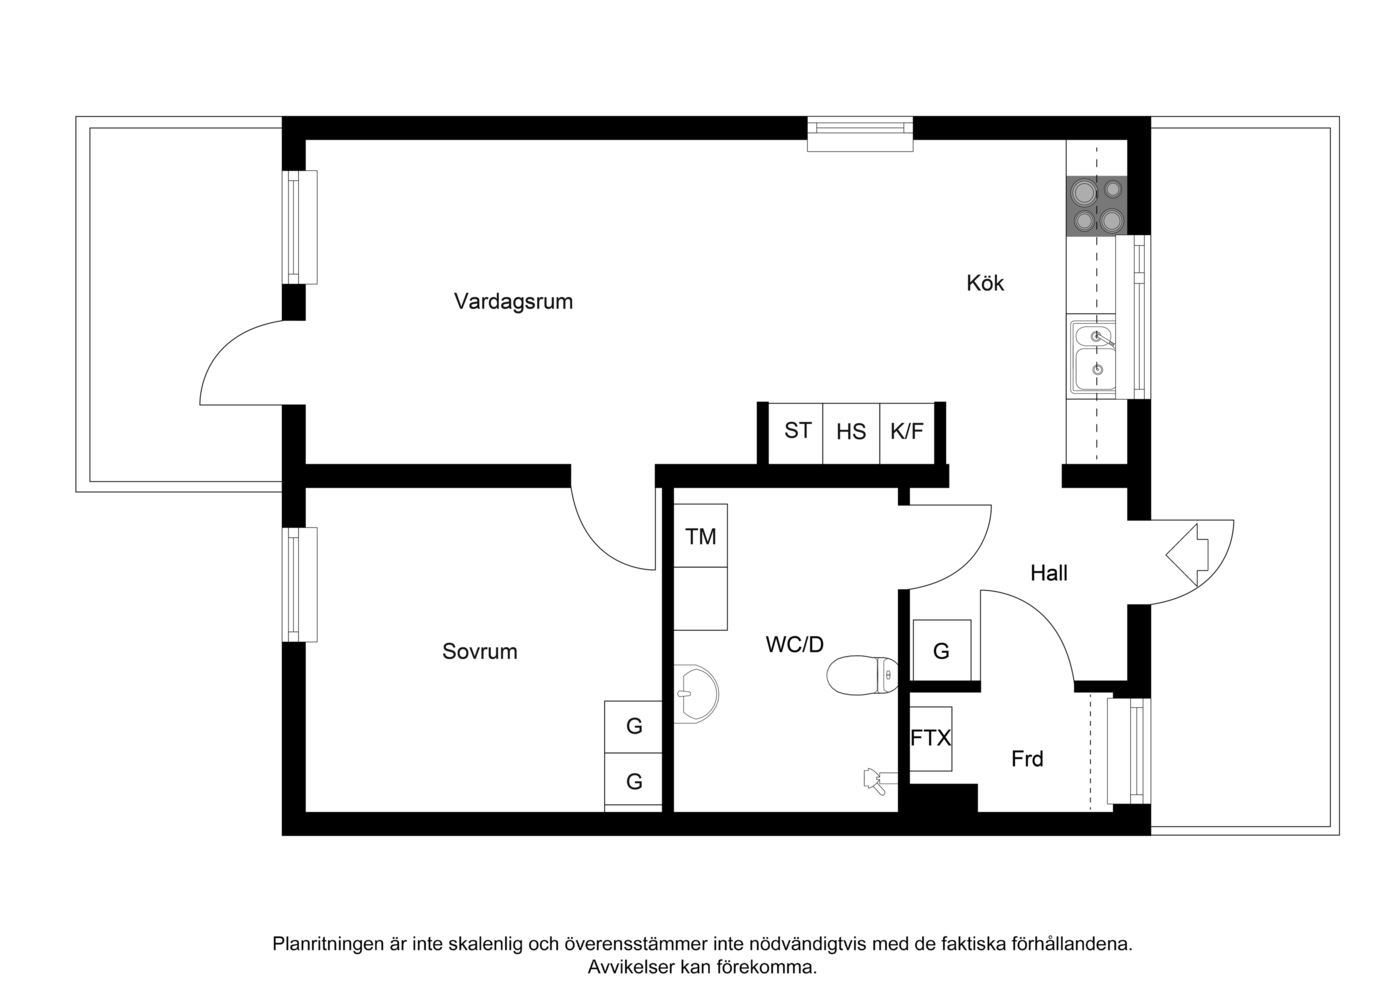 Vardagsrum
Kök
ST
HS
K/F
TM
Hall
WC/D
Sovrum
G
G
G
FTX
Frd
Planritningen är inte skalenlig och överensstämmer inte nödvändigtvis med de faktiska förhållandena.
Avvikelser kan förekomma.